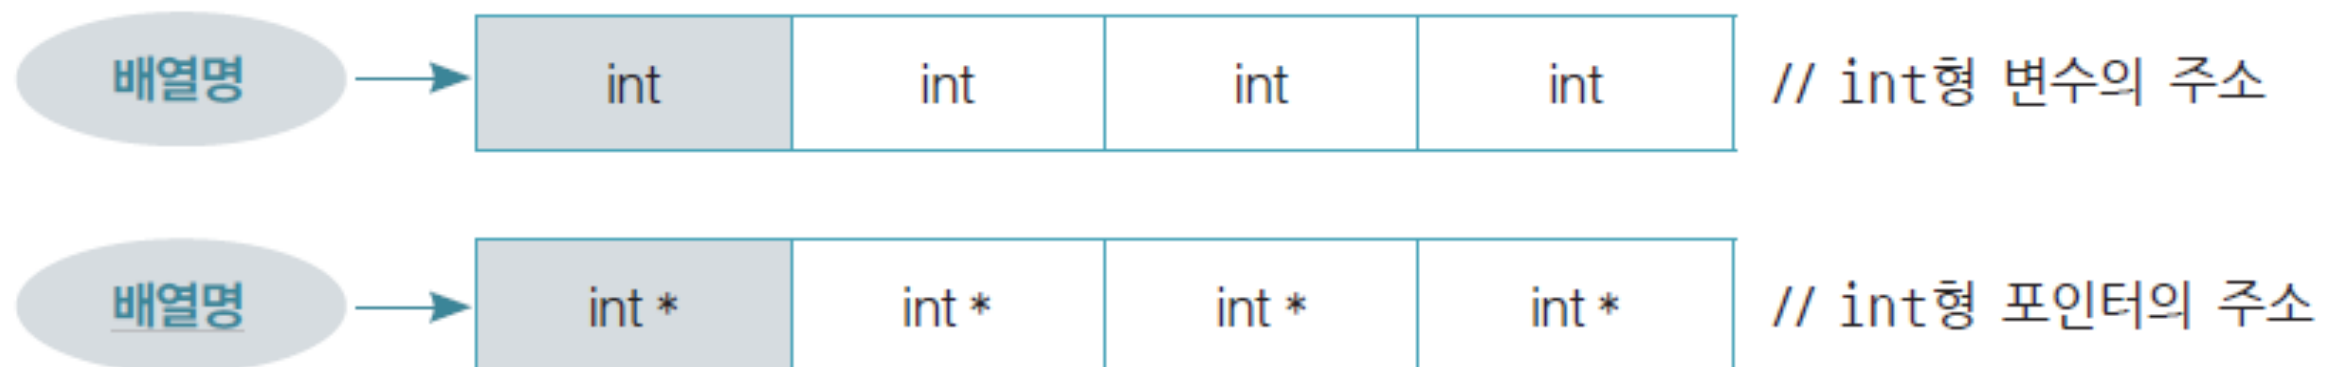 배열명 int int int int // int형 변수의 주소
배열명 int * int * int * int * // int형 포인터의 주소